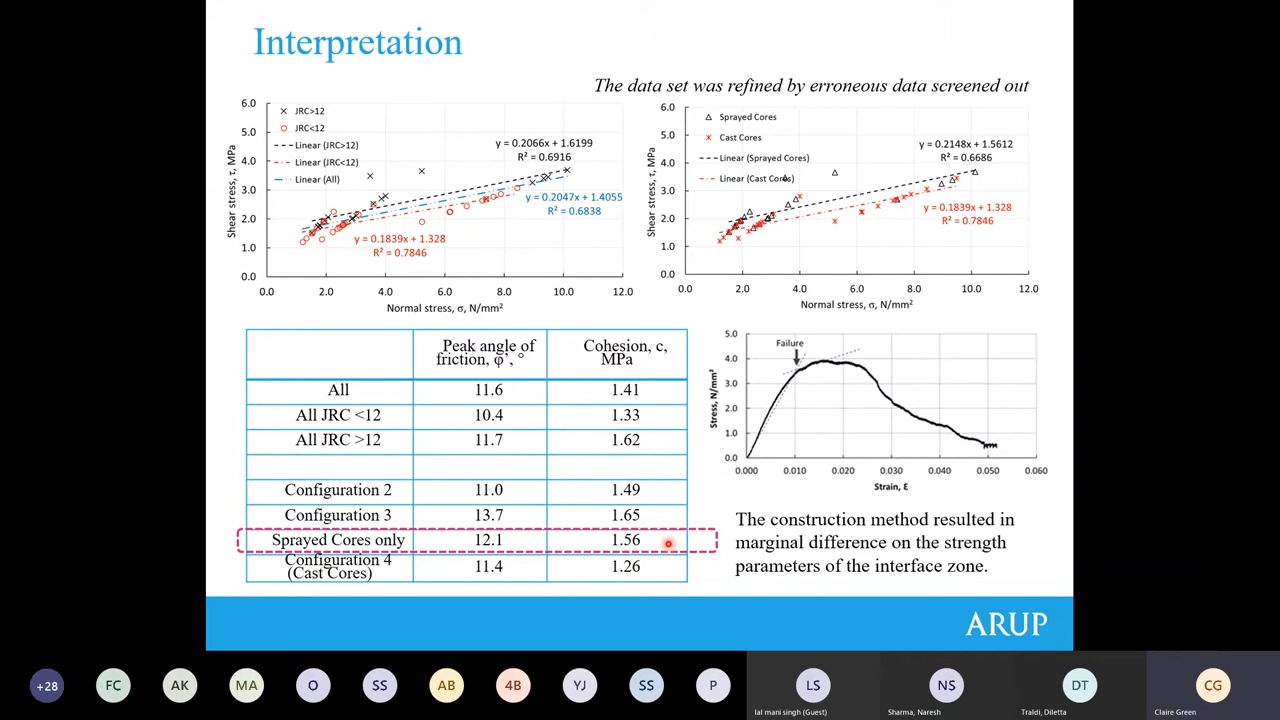 Interpretation
The data set was refined by erroneous data screened out
6.0
5.0
4.0
3.0
2.0
1.0
0.0
Shear stress, τ, MPa
JRC>12
JRC<12
Linear (JRC>12)
Linear (JRC<12)
Linear (All)
y = 0.2066x + 1.6199
R² = 0.6916
y = 0.2047x + 1.4055
R² = 0.6838
y = 0.1839x + 1.328
R² = 0.7846
0.0 2.0 4.0 6.0 8.0 10.0 12.0
Normal stress, σ, N/mm²
6.0
5.0
4.0
3.0
2.0
1.0
0.0
Shear stress, τ, MPa
Sprayed Cores
Cast Cores
Linear (Sprayed Cores)
Linear (Cast Cores)
y = 0.2148x + 1.5612
R² = 0.6686
y = 0.1839x + 1.328
R² = 0.7846
0.0 2.0 4.0 6.0 8.0 10.0 12.0
Normal stress, σ, N/mm²
Peak angle of friction, φ', ° Cohesion, c, MPa
All 11.6 1.41
All JRC <12 10.4 1.33
All JRC >12 11.7 1.62
Configuration 2 11.0 1.49
Configuration 3 13.7 1.65
Sprayed Cores only 12.1 1.56
Configuration 4 (Cast Cores) 11.4 1.26
5.0
4.0
3.0
2.0
1.0
0.0
Stress, N/mm²
Failure
0.000 0.010 0.020 0.030 0.040 0.050 0.060
Strain, ε
The construction method resulted in
marginal difference on the strength
parameters of the interface zone.
ARUP
+28 FC AK MA O SS AB 4B YJ SS P LS NS DT CG
lal mani singh (Guest) Sharma, Naresh Traldi, Diletta Claire Green